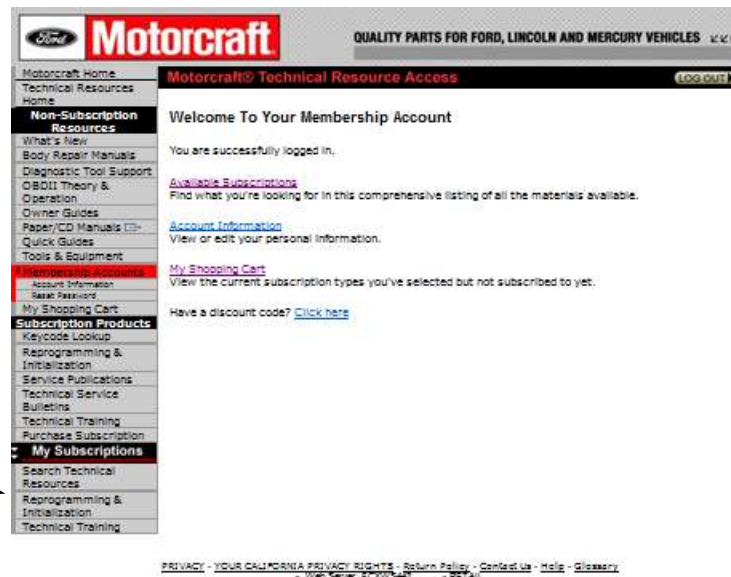 Ford Motorcraft
QUALITY PARTS FOR FORD, LINCOLN AND MERCURY VEHICLES
Motorcraft Home
Technical Resources
Home
Non-Subscription
Resources
What's New
Body Repair Manuals
Diagnostic Tool Support
OBDII Theory &
Operation
Owner Guides
Paper/CD Manuals
Quick Guides
Tools & Equipment
Membership Accounts
Account Information
Reset Password
My Shopping Cart
Subscription Products
Keycode Lookup
Reprogramming &
Initialization
Service Publications
Technical Service
Bulletins
Technical Training
Purchase Subscription
My Subscriptions
Search Technical
Resources
Reprogramming &
Initialization
Technical Training
Motorcraft® Technical Resource Access
LOG OUT
Welcome To Your Membership Account
You are successfully logged in.
Available Subscriptions
Find what you're looking for in this comprehensive listing of all the materials available.
Account Information
View or edit your personal information.
My Shopping Cart
View the current subscription types you've selected but not subscribed to yet.
Have a discount code? Click here
PRIVACY - YOUR CALIFORNIA PRIVACY RIGHTS - Return Policy - Contact Us - Help - Glossary
- Web Server